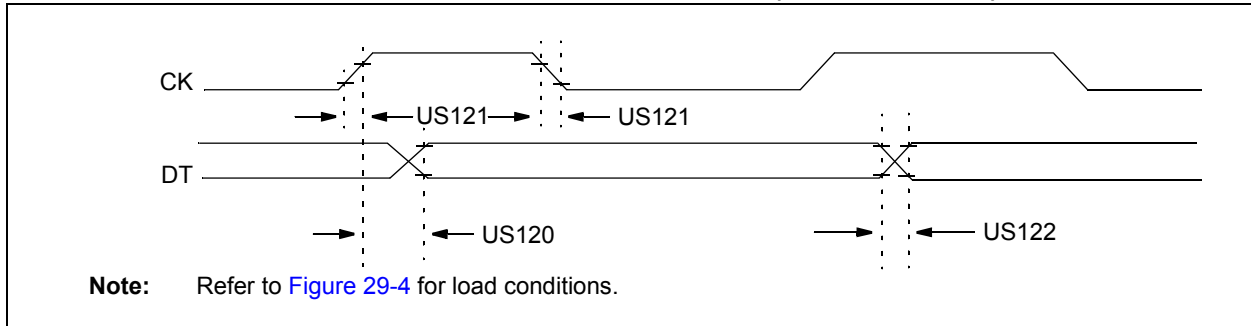 CK
US121 US121
DT
US120 US122
Note: Refer to Figure 29-4 for load conditions.